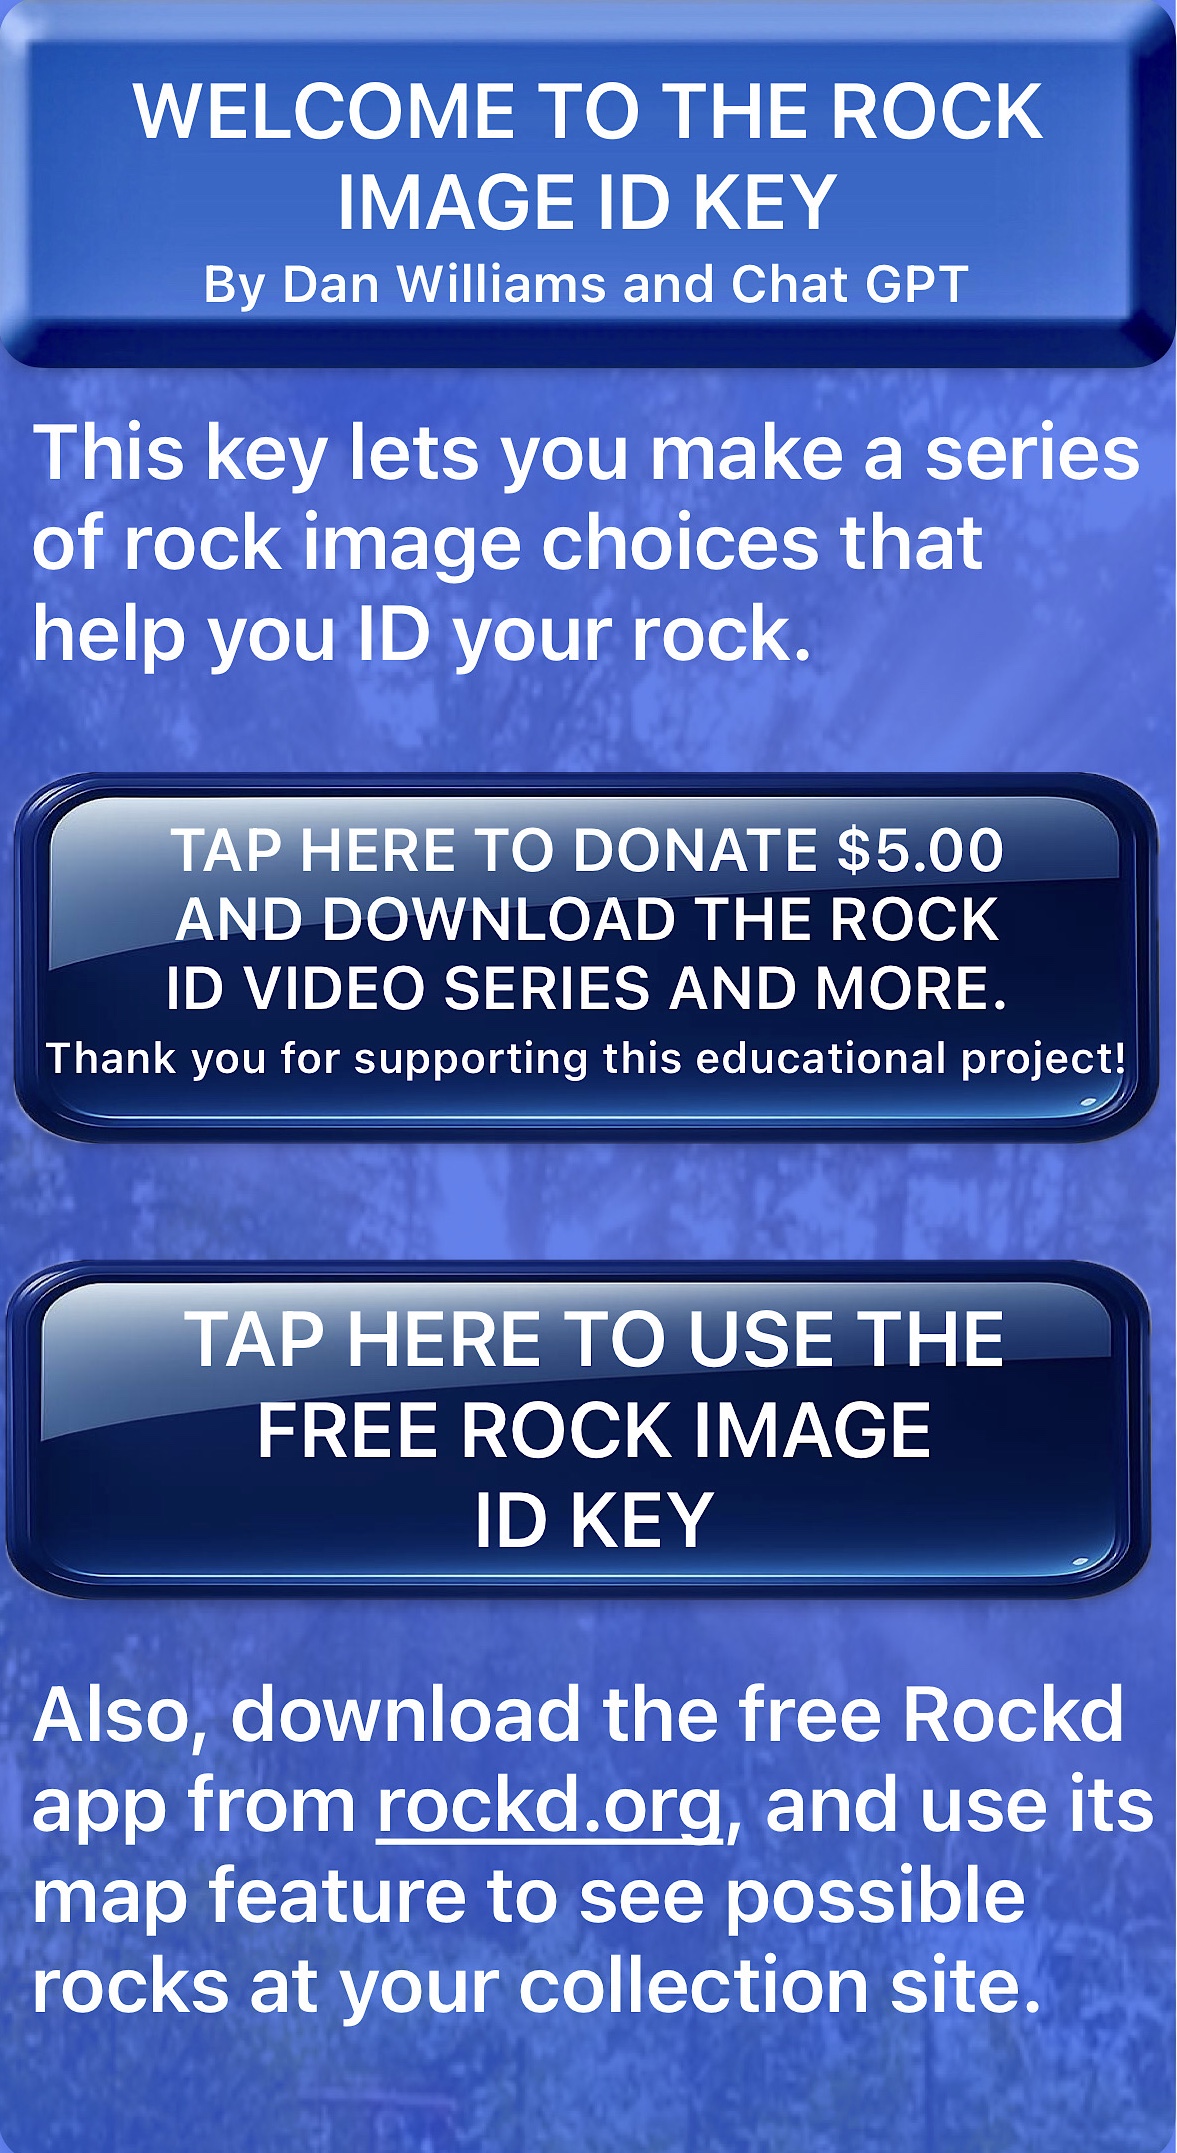 WELCOME TO THE ROCK
IMAGE ID KEY
By Dan Williams and Chat GPT
This key lets you make a series
of rock image choices that
help you ID your rock.
TAP HERE TO DONATE $5.00
AND DOWNLOAD THE ROCK
ID VIDEO SERIES AND MORE.
Thank you for supporting this educational project!
TAP HERE TO USE THE
FREE ROCK IMAGE
ID KEY
Also, download the free Rockd
app from rockd.org, and use its
map feature to see possible
rocks at your collection site.